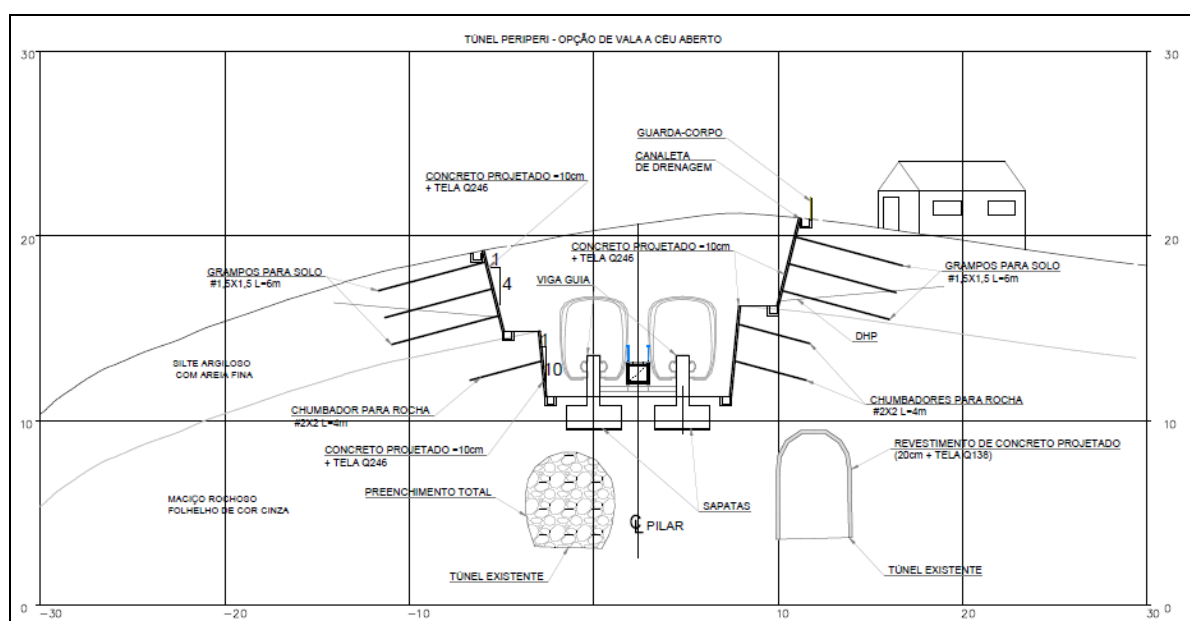 TÚNEL PERIPERI - OPÇÃO DE VALA A CÉU ABERTO
30
30
GUARDA-CORPO
CANALETA
DE DRENAGEM
CONCRETO PROJETADO =10cm
+ TELA Q246
20
20
CONCRETO PROJETADO =10cm
+ TELA Q246
1
4
GRAMPOS PARA SOLO
#1,5X1,5 L=6m
VIGA GUIA
GRAMPOS PARA SOLO
#1,5X1,5 L=6m
DHP
SILTE ARGILOSO
COM AREIA FINA
10
CHUMBADOR PARA ROCHA
#2X2 L=4m
CHUMBADORES PARA ROCHA
#2X2 L=4m
10
10
CONCRETO PROJETADO =10cm
+ TELA Q246
REVESTIMENTO DE CONCRETO PROJETADO
(20cm + TELA Q138)
PREENCHIMENTO TOTAL
MACIÇO ROCHOSO
FOLHELHO DE COR CINZA
SAPATAS
PILAR
TÚNEL EXISTENTE
TÚNEL EXISTENTE
0
0
-30
-20
-10
10
20
30